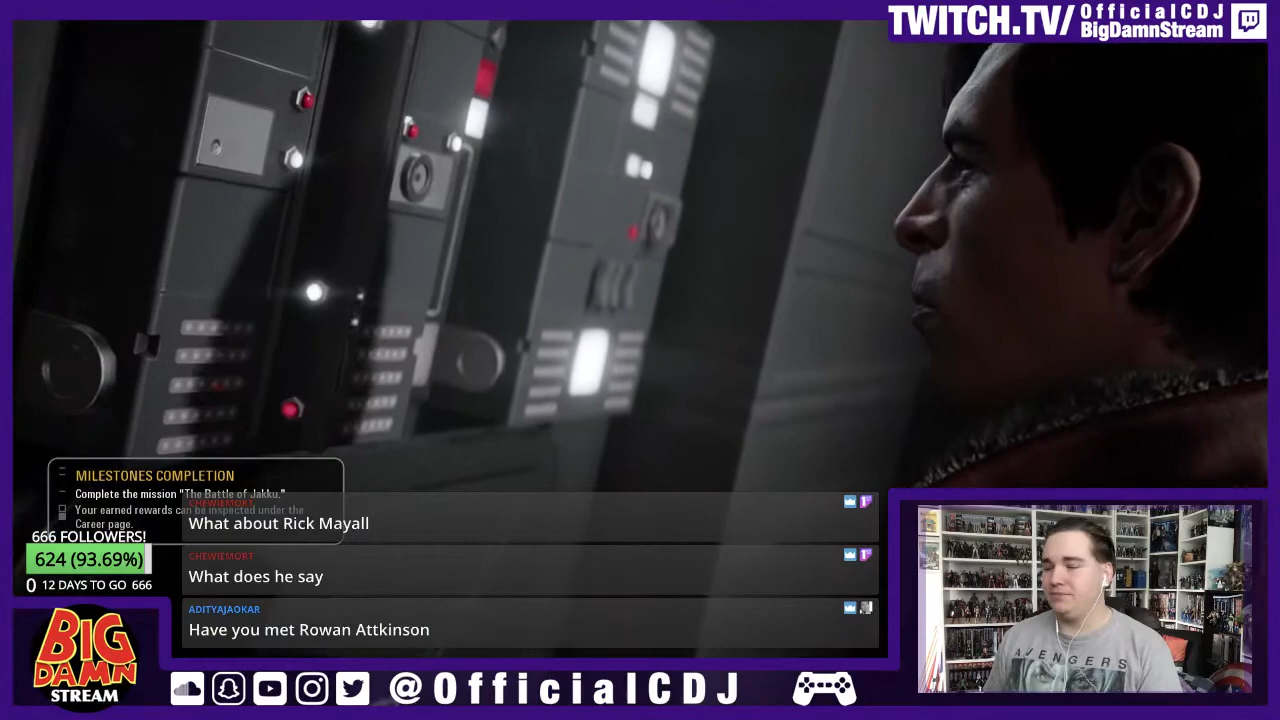 TWITCH.TV/ OfficialCDJ
BigDamnStream
MILESTONES COMPLETION
Complete the mission "The Battle of Jakku."
Your earned rewards can be inspected under the
Career page.
666 FOLLOWERS!
624 (93.69%)
0 12 DAYS TO GO 666
CHEWIEMORT
What about Rick Mayall
CHEWIEMORT
What does he say
ADITYAJAOKAR
Have you met Rowan Attkinson
AVENGERS
BIG
DAMN
STREAM
@OfficialCDJ